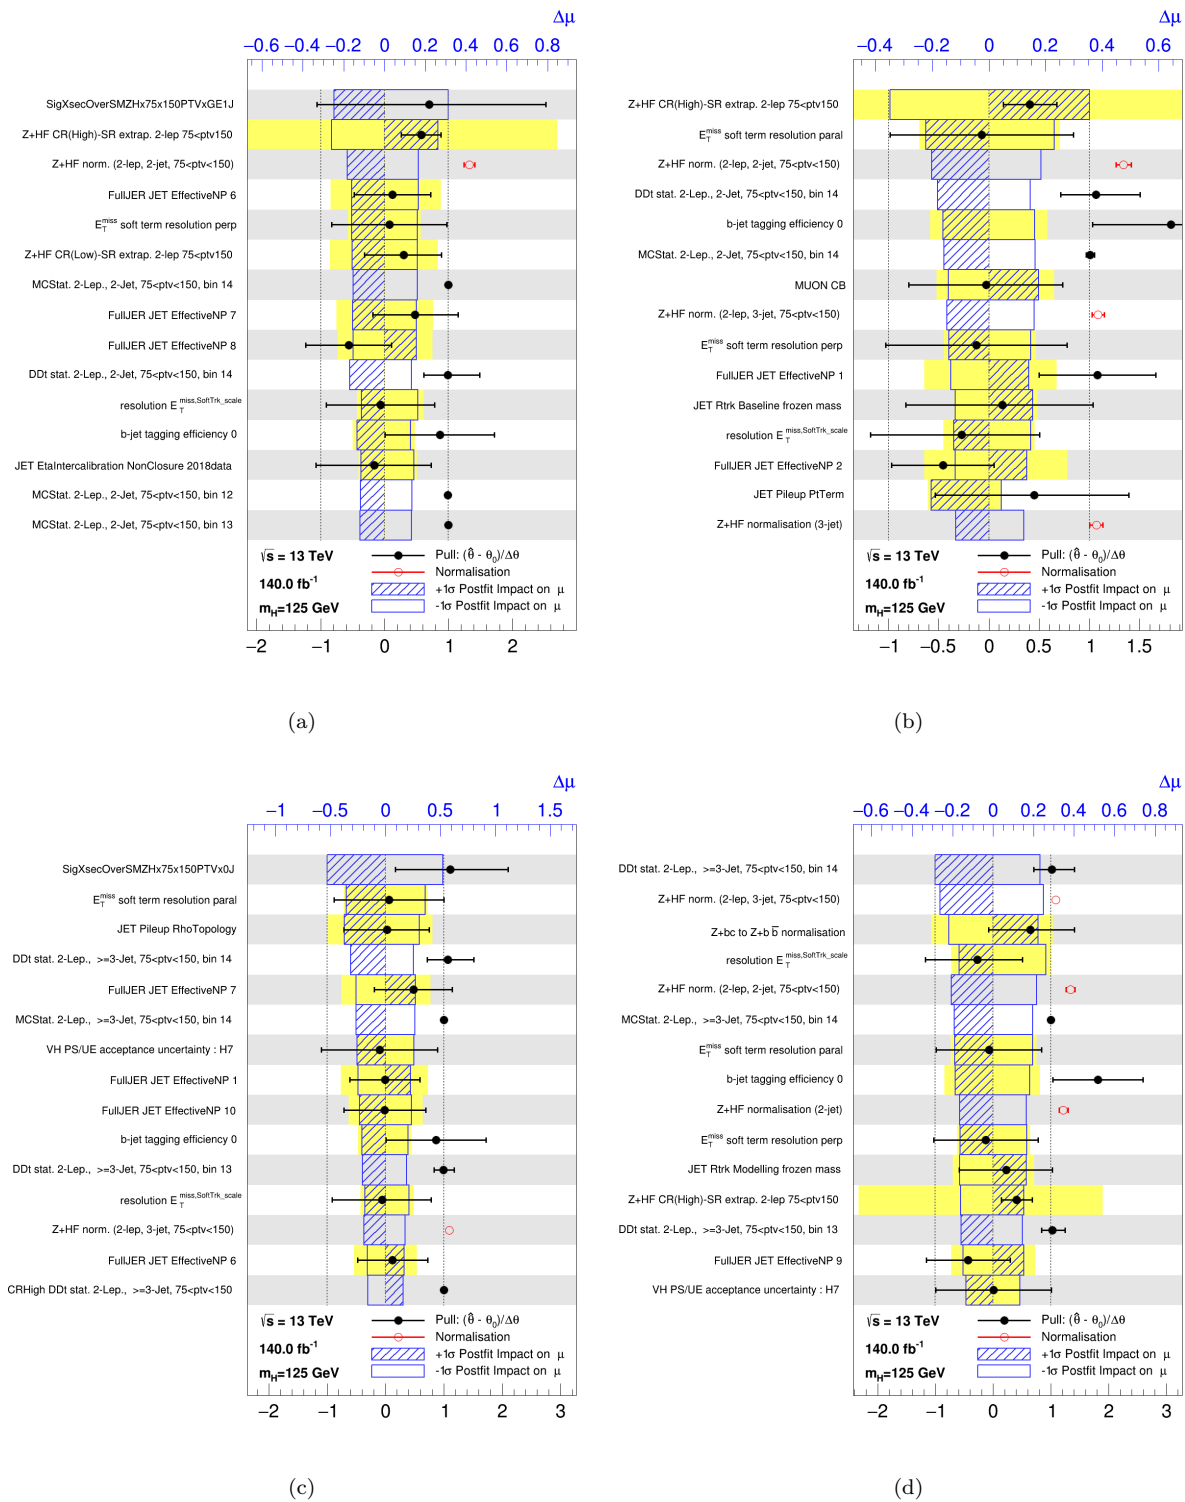 Δμ
−0.6 −0.4 −0.2 0 0.2 0.4 0.6 0.8
SigXsecOverSMZHx75x150PTVxGE1J
Z+HF CR(High)-SR extrap. 2-lep 75<ptv150
Z+HF norm. (2-lep, 2-jet, 75<ptv<150)
FullJER JET EffectiveNP 6
E_T^miss soft term resolution perp
Z+HF CR(Low)-SR extrap. 2-lep 75<ptv150
MCStat. 2-Lep., 2-Jet, 75<ptv<150, bin 14
FullJER JET EffectiveNP 7
FullJER JET EffectiveNP 8
DDt stat. 2-Lep., 2-Jet, 75<ptv<150, bin 14
resolution E_T^miss,SoftTrk_scale
b-jet tagging efficiency 0
JET EtaIntercalibration NonClosure 2018data
MCStat. 2-Lep., 2-Jet, 75<ptv<150, bin 12
MCStat. 2-Lep., 2-Jet, 75<ptv<150, bin 13
√s = 13 TeV
140.0 fb⁻¹
m_H=125 GeV
Pull: (θ̂ - θ₀)/Δθ
Normalisation
+1σ Postfit Impact on μ
-1σ Postfit Impact on μ
−2 −1 0 1 2
(a)
Δμ
−0.4 −0.2 0 0.2 0.4 0.6
Z+HF CR(High)-SR extrap. 2-lep 75<ptv150
E_T^miss soft term resolution paral
Z+HF norm. (2-lep, 2-jet, 75<ptv<150)
DDt stat. 2-Lep., 2-Jet, 75<ptv<150, bin 14
b-jet tagging efficiency 0
MCStat. 2-Lep., 2-Jet, 75<ptv<150, bin 14
MUON CB
Z+HF norm. (2-lep, 3-jet, 75<ptv<150)
E_T^miss soft term resolution perp
FullJER JET EffectiveNP 1
JET Rtrk Baseline frozen mass
resolution E_T^miss,SoftTrk_scale
FullJER JET EffectiveNP 2
JET Pileup PtTerm
Z+HF normalisation (3-jet)
√s = 13 TeV
140.0 fb⁻¹
m_H=125 GeV
Pull: (θ̂ - θ₀)/Δθ
Normalisation
+1σ Postfit Impact on μ
-1σ Postfit Impact on μ
−1 −0.5 0 0.5 1 1.5
(b)
Δμ
−1 −0.5 0 0.5 1 1.5
SigXsecOverSMZHx75x150PTVx0J
E_T^miss soft term resolution paral
JET Pileup RhoTopology
DDt stat. 2-Lep., >=3-Jet, 75<ptv<150, bin 14
FullJER JET EffectiveNP 7
MCStat. 2-Lep., >=3-Jet, 75<ptv<150, bin 14
VH PS/UE acceptance uncertainty : H7
FullJER JET EffectiveNP 1
FullJER JET EffectiveNP 10
b-jet tagging efficiency 0
DDt stat. 2-Lep., >=3-Jet, 75<ptv<150, bin 13
resolution E_T^miss,SoftTrk_scale
Z+HF norm. (2-lep, 3-jet, 75<ptv<150)
FullJER JET EffectiveNP 6
CRHigh DDt stat. 2-Lep., >=3-Jet, 75<ptv<150
√s = 13 TeV
140.0 fb⁻¹
m_H=125 GeV
Pull: (θ̂ - θ₀)/Δθ
Normalisation
+1σ Postfit Impact on μ
-1σ Postfit Impact on μ
−2 −1 0 1 2 3
(c)
Δμ
−0.6 −0.4 −0.2 0 0.2 0.4 0.6 0.8
DDt stat. 2-Lep., >=3-Jet, 75<ptv<150, bin 14
Z+HF norm. (2-lep, 3-jet, 75<ptv<150)
Z+bc to Z+b b̅ normalisation
resolution E_T^miss,SoftTrk_scale
Z+HF norm. (2-lep, 2-jet, 75<ptv<150)
MCStat. 2-Lep., >=3-Jet, 75<ptv<150, bin 14
E_T^miss soft term resolution paral
b-jet tagging efficiency 0
Z+HF normalisation (2-jet)
E_T^miss soft term resolution perp
JET Rtrk Modelling frozen mass
Z+HF CR(High)-SR extrap. 2-lep 75<ptv150
DDt stat. 2-Lep., >=3-Jet, 75<ptv<150, bin 13
FullJER JET EffectiveNP 9
VH PS/UE acceptance uncertainty : H7
√s = 13 TeV
140.0 fb⁻¹
m_H=125 GeV
Pull: (θ̂ - θ₀)/Δθ
Normalisation
+1σ Postfit Impact on μ
-1σ Postfit Impact on μ
−2 −1 0 1 2 3
(d)